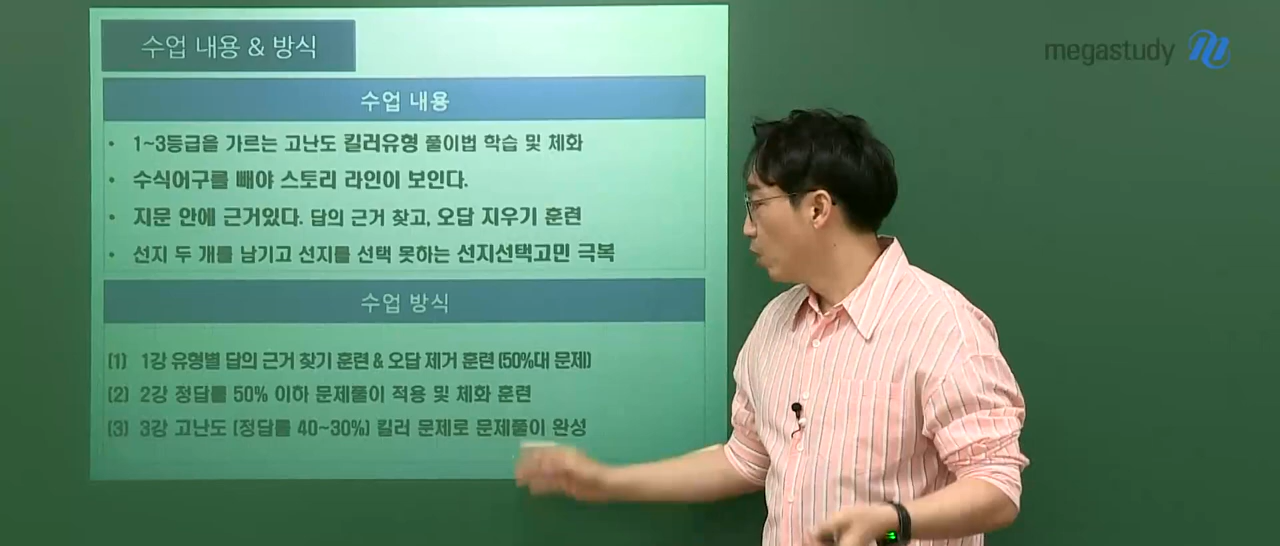 수업 내용 & 방식
megastudy
수업 내용
• 1~3등급을 가르는 고난도 킬러유형 풀이법 학습 및 체화
• 수식어구를 빼야 스토리 라인이 보인다.
• 지문 안에 근거있다. 답의 근거 찾고, 오답 지우기 훈련
• 선지 두 개를 남기고 선지를 선택 못하는 선지선택고민 극복
수업 방식
(1) 1강 유형별 답의 근거 찾기 훈련 & 오답 제거 훈련 (50%대 문제)
(2) 2강 정답률 50% 이하 문제풀이 적용 및 체화 훈련
(3) 3강 고난도 (정답률 40~30%) 킬러 문제로 문제풀이 완성